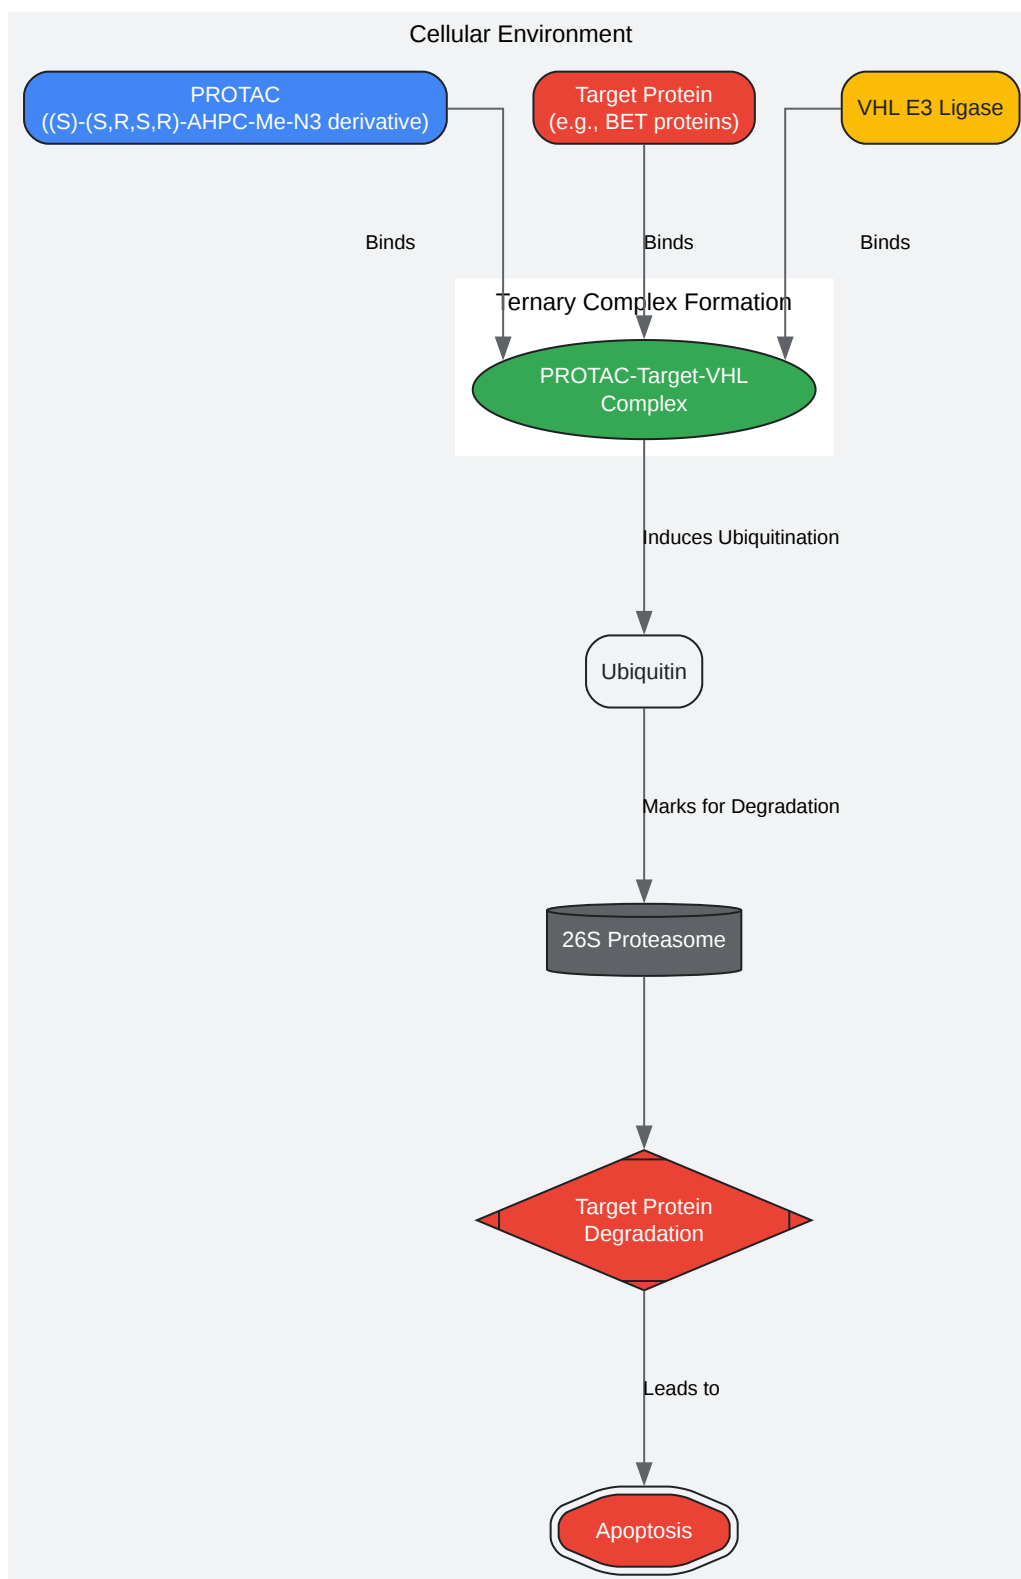 Cellular Environment
PROTAC
((S)-(S,R,S,R)-AHPC-Me-N3 derivative)
Target Protein
(e.g., BET proteins)
VHL E3 Ligase
Binds
Binds
Binds
Ternary Complex Formation
PROTAC-Target-VHL
Complex
Induces Ubiquitination
Ubiquitin
Marks for Degradation
26S Proteasome
Target Protein
Degradation
Leads to
Apoptosis